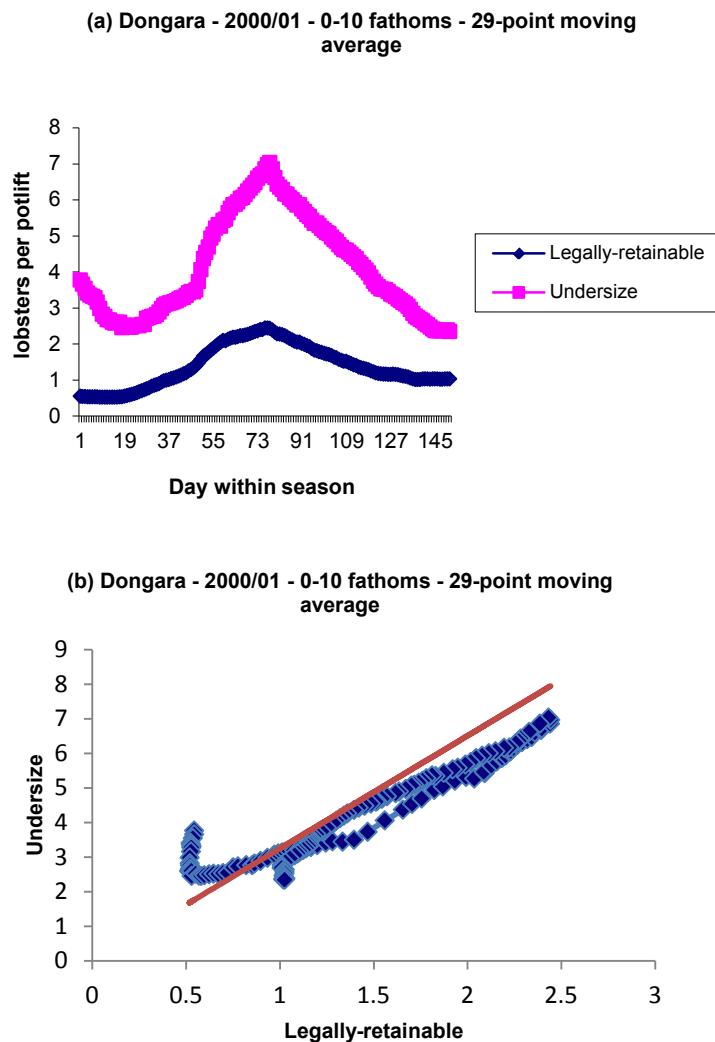 (a) Dongara - 2000/01 - 0-10 fathoms - 29-point moving
average
8
7
6
5
4
3
2
1
0
lobsters per potlift
1 19 37 55 73 91 109 127 145
Day within season
Legally-retainable
Undersize
(b) Dongara - 2000/01 - 0-10 fathoms - 29-point moving
average
9
8
7
6
5
4
3
2
1
0
Undersize
0 0.5 1 1.5 2 2.5 3
Legally-retainable